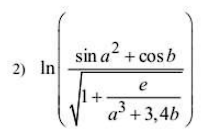 2) ln( (sin a² + cos b) / √(1 + e/(a³ + 3,4b)) )